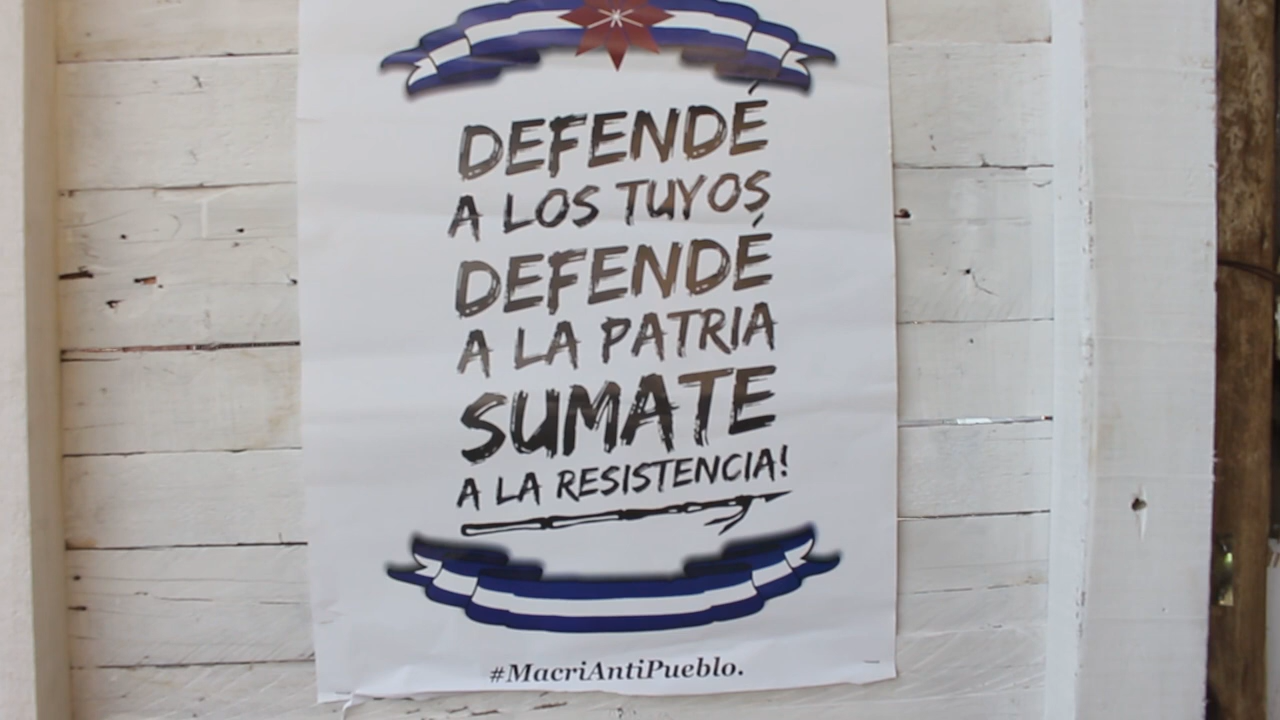 DEFENDÉ
A LOS TUYOS
DEFENDÉ
A LA PATRIA
SUMATE
A LA RESISTENCIA!
#MacriAntiPueblo.